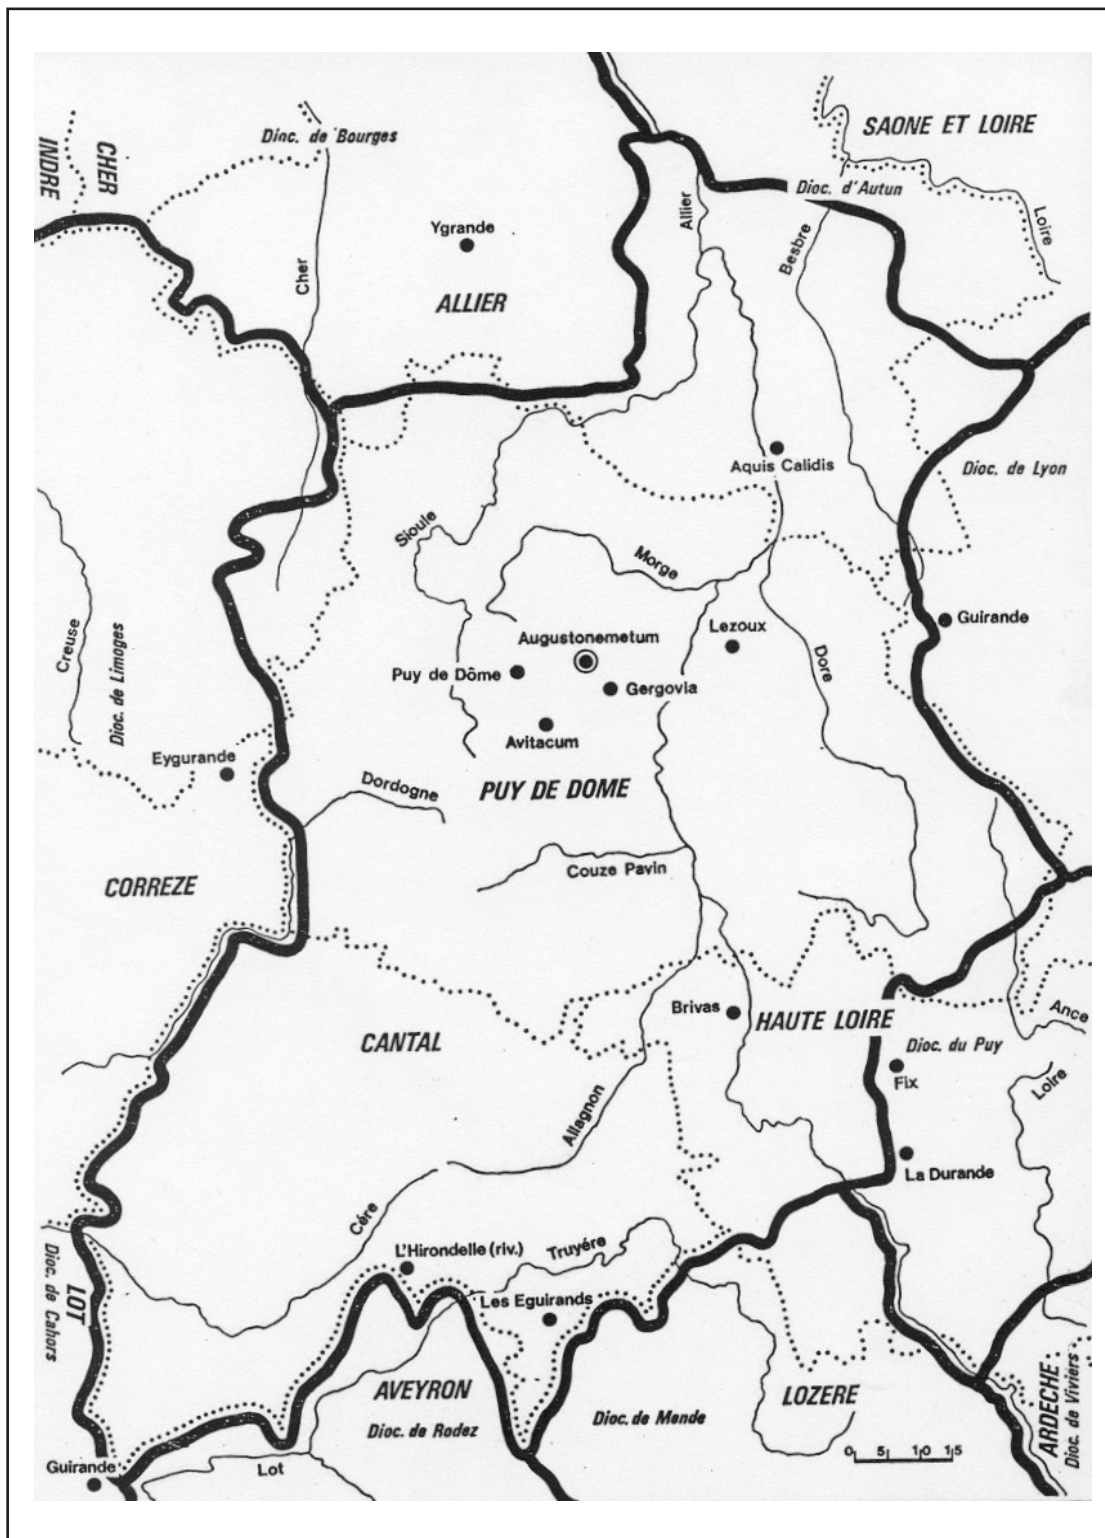 SAONE ET LOIRE
Dioc. de Bourges
CHER
INDRE
Dioc. d'Autun
Allier
Loire
Ygrande
Besbre
Cher
ALLIER
Aquis Calidis
Dioc. de Lyon
Sioule
Morge
Creuse
Dioc. de Limoges
Augustonemetum
Lezoux
Guirande
Puy de Dôme
Gergovia
Dore
Avitacum
Eygurande
Dordogne
PUY DE DOME
Couze Pavin
CORREZE
Brivas
HAUTE LOIRE
Ance
CANTAL
Dioc. du Puy
Fix
Loire
Allagnon
La Durande
Cére
L'Hirondelle (riv.)
Truyére
LOT
Dioc. de Cahors
Les Eguirands
AVEYRON
Dioc. de Rodez
Dioc. de Mende
LOZERE
ARDECHE
Dioc. de Viviers
0 5 10 15
Guirande
Lot